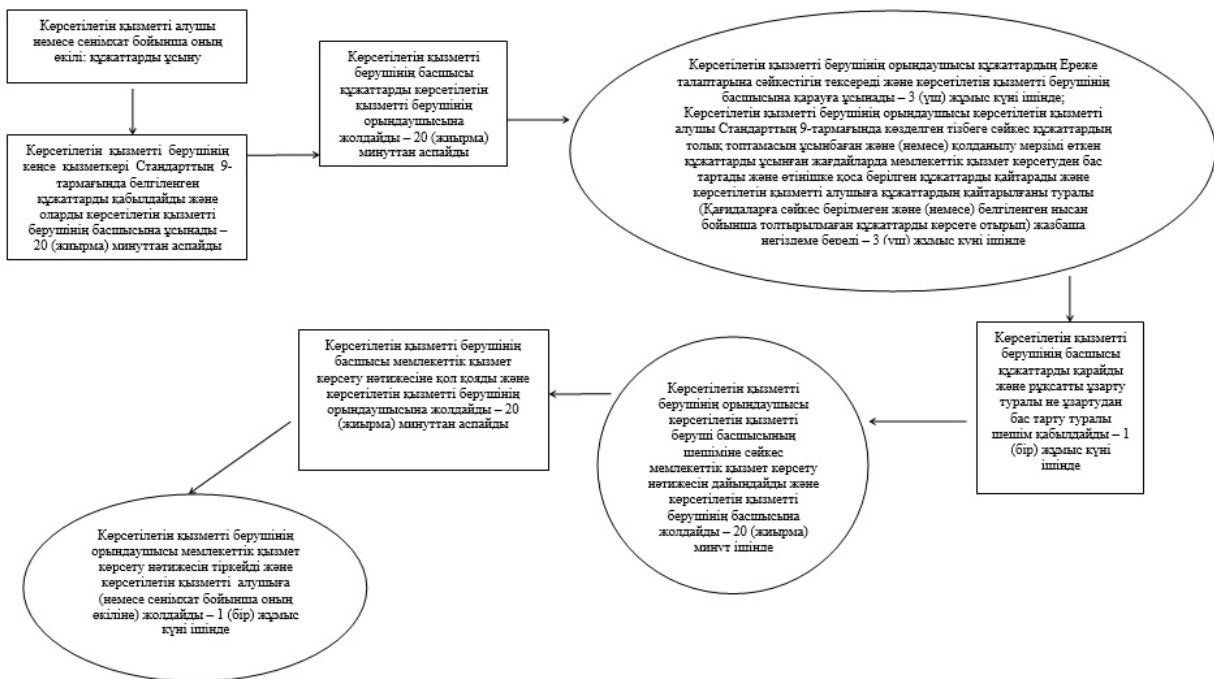 Көрсетілетін қызметті алушы
немесе сенімхат бойынша оның
өкілі: құжаттарды ұсыну
Көрсетілетін қызметті берушінің
кеңсе қызметкері Стандарттың 9-
тармағында белгіленген
құжаттарды қабылдайды және
оларды көрсетілетін қызметті
берушінің басшысына ұсынады –
20 (жиырма) минуттан аспайды
Көрсетілетін қызметті
берушінің басшысы
құжаттарды көрсетілетін
қызметті берушінің
орындаушысына
жолдайды – 20 (жиырма)
минуттан аспайды
Көрсетілетін қызметті берушінің орындаушысы құжаттардың Ереже
талаптарына сәйкестігін тексереді және көрсетілетін қызметті берушінің
басшысына қарауға ұсынады – 3 (үш) жұмыс күні ішінде;
Көрсетілетін қызметті берушінің орындаушысы көрсетілетін қызметті
алушы Стандарттың 9-тармағында көзделген тізбеге сәйкес құжаттардың
толық топтамасын ұсынбаған және (немесе) қолданылу мерзімі өткен
құжаттарды ұсынған жағдайларда мемлекеттік қызмет көрсетуден бас
тартады және өтінішке қоса берілген құжаттарды қайтарады және
көрсетілетін қызметті алушыға құжаттардың қайтарылғаны туралы
(Қағидаларға сәйкес берілмеген және (немесе) белгіленген нысан
бойынша толтырылмаған құжаттарды көрсете отырып) жазбаша
негіздеме береді – 3 (үш) жұмыс күні ішінде
Көрсетілетін қызметті
берушінің басшысы
құжаттарды қарайды
және рұқсатты ұзарту
туралы не ұзартудан
бас тарту туралы
шешім қабылдайды – 1
(бір) жұмыс күні
ішінде
Көрсетілетін қызметті
берушінің орындаушысы
көрсетілетін қызметті
беруші басшысының
шешіміне сәйкес
мемлекеттік қызмет көрсету
нәтижесін дайындайды және
көрсетілетін қызметті
берушінің басшысына
жолдайды – 20 (жиырма)
минут ішінде
Көрсетілетін қызметті берушінің
басшысы мемлекеттік қызмет
көрсету нәтижесіне қол қояды және
көрсетілетін қызметті берушінің
орындаушысына жолдайды – 20
(жиырма) минуттан аспайды
Көрсетілетін қызметті берушінің
орындаушысы мемлекеттік қызмет
көрсету нәтижесін тіркейді және
көрсетілетін қызметті алушыға
(немесе сенімхат бойынша оның
өкіліне) жолдайды – 1 (бір) жұмыс
күні ішінде